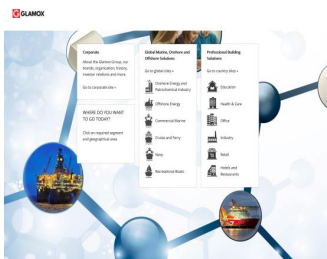 GLAMOX
Corporate
About the Glamox Group, our
brands, organization, history,
investor relations and more.
Go to corporate site »
WHERE DO YOU WANT
TO GO TODAY?
Click on required segment
and geographical area
Global Marine, Onshore and
Offshore Solutions
Go to global sites »
Onshore Energy and
Petrochemical Industry
Offshore Energy
Commercial Marine
Cruise and Ferry
Navy
Recreational Boats
Professional Building
Solutions
Go to country sites »
Education
Health & Care
Office
Industry
Retail
Hotels and
Restaurants